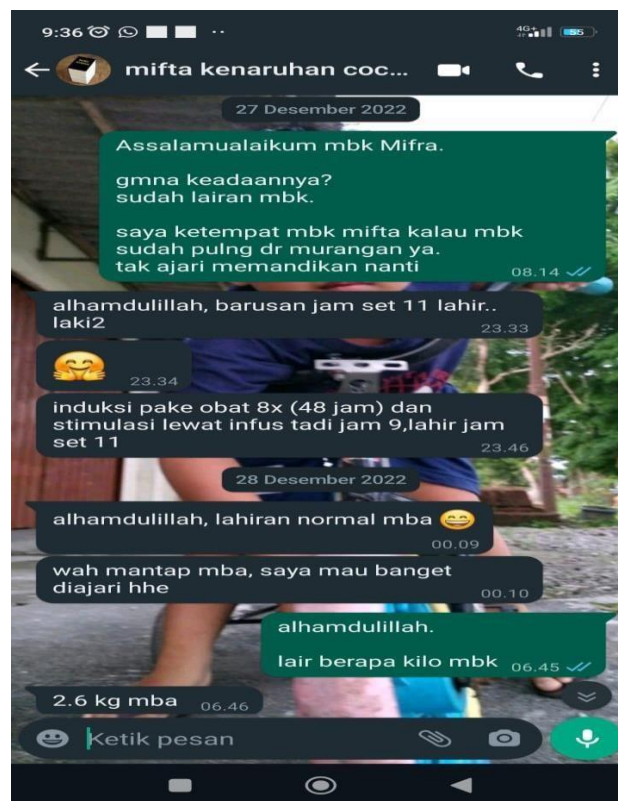 9:36
4G+
55
mifta kenaruhan coc...
27 Desember 2022
Assalamualaikum mbk Mifra.
gmna keadaannya?
sudah lairan mbk.
saya ketempat mbk mifta kalau mbk
sudah pulng dr murangan ya.
tak ajari memandikan nanti
08.14
alhamdulillah, barusan jam set 11 lahir..
laki2
23.33
23.34
induksi pake obat 8x (48 jam) dan
stimulasi lewat infus tadi jam 9,lahir jam
set 11
23.46
28 Desember 2022
alhamdulillah, lahiran normal mba
00.09
wah mantap mba, saya mau banget
diajari hhe
00.10
alhamdulillah.
lair berapa kilo mbk
06.45
2.6 kg mba
06.46
Ketik pesan